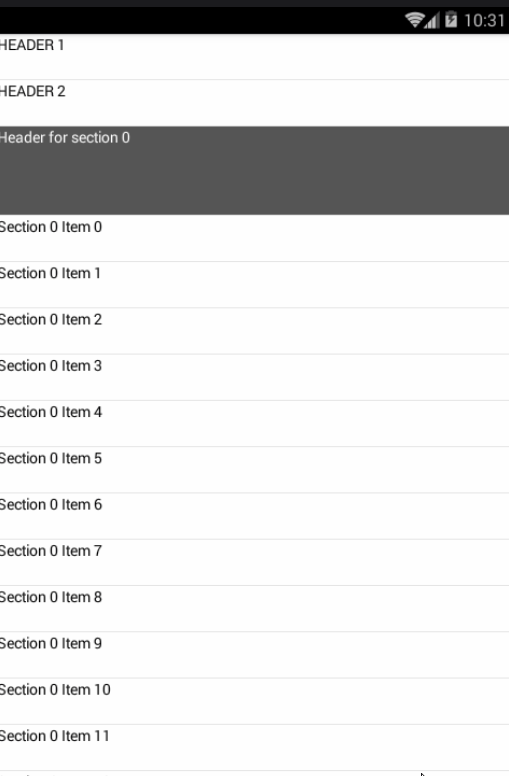 10:31
HEADER 1
HEADER 2
Header for section 0
Section 0 Item 0
Section 0 Item 1
Section 0 Item 2
Section 0 Item 3
Section 0 Item 4
Section 0 Item 5
Section 0 Item 6
Section 0 Item 7
Section 0 Item 8
Section 0 Item 9
Section 0 Item 10
Section 0 Item 11